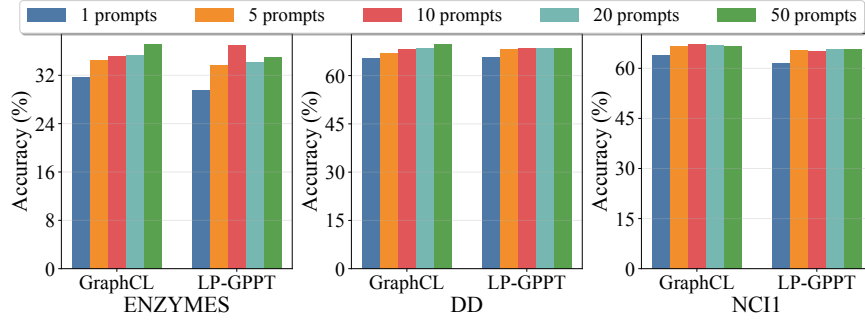 1 prompts 5 prompts 10 prompts 20 prompts 50 prompts
Accuracy (%)
32
24
16
8
0
GraphCL LP-GPPT
ENZYMES
Accuracy (%)
60
45
30
15
0
GraphCL LP-GPPT
DD
Accuracy (%)
60
45
30
15
0
GraphCL LP-GPPT
NCI1